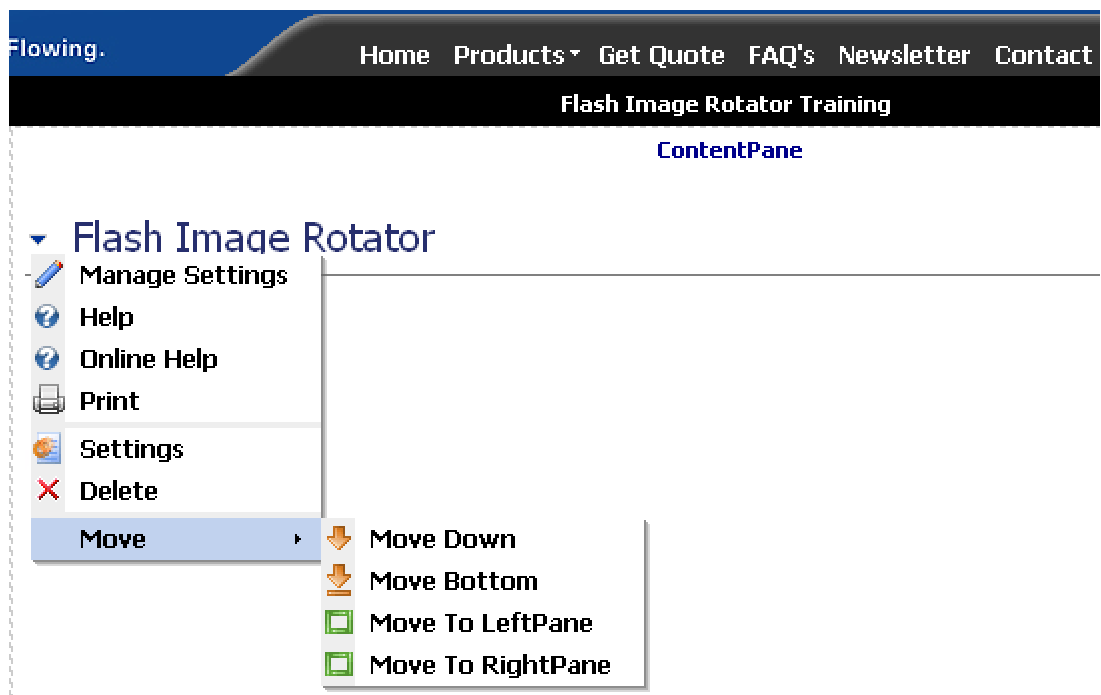 Flowing.
Home Products Get Quote FAQ's Newsletter Contact
Flash Image Rotator Training
ContentPane
Flash Image Rotator
Manage Settings
Help
Online Help
Print
Settings
Delete
Move
Move Down
Move Bottom
Move To LeftPane
Move To RightPane